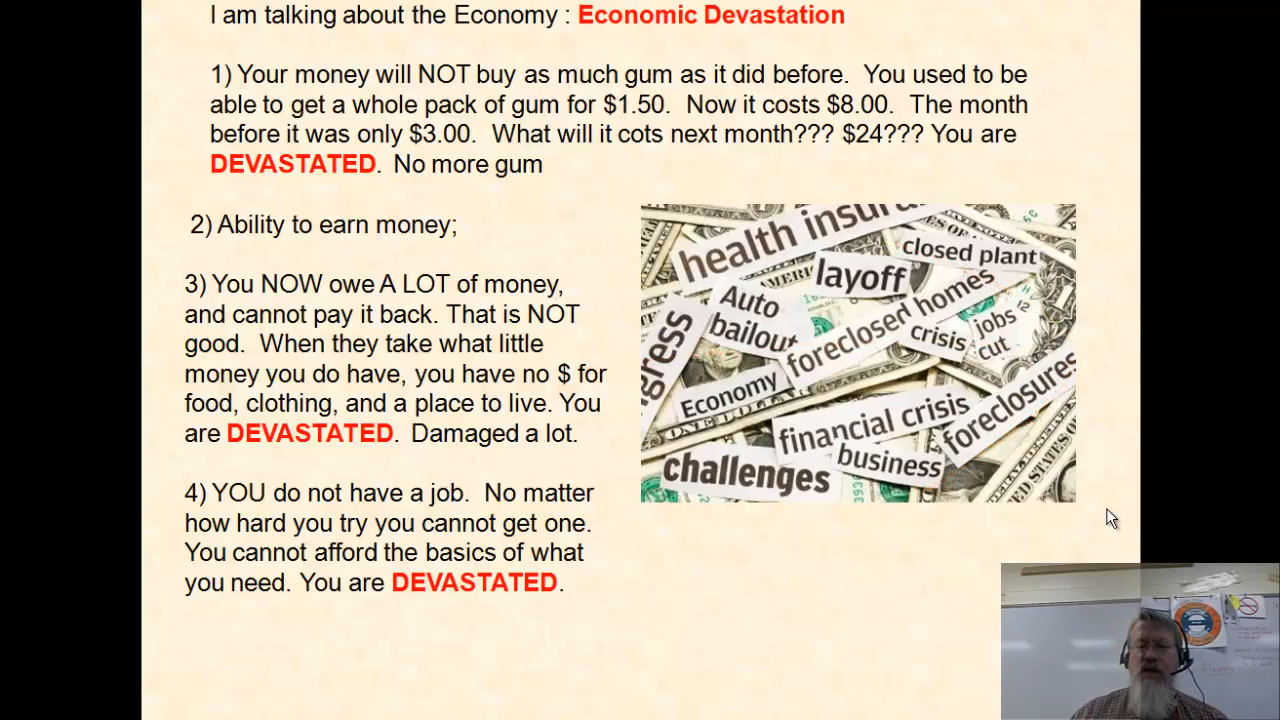 I am talking about the Economy : Economic Devastation
1) Your money will NOT buy as much gum as it did before. You used to be
able to get a whole pack of gum for $1.50. Now it costs $8.00. The month
before it was only $3.00. What will it cots next month??? $24??? You are
DEVASTATED. No more gum
2) Ability to earn money;
3) You NOW owe A LOT of money,
and cannot pay it back. That is NOT
good. When they take what little
money you do have, you have no $ for
food, clothing, and a place to live. You
are DEVASTATED. Damaged a lot.
4) YOU do not have a job. No matter
how hard you try you cannot get one.
You cannot afford the basics of what
you need. You are DEVASTATED.
health
closed plant
layoff
Auto
bailout
foreclosed homes
crisis
jobs
cut
Economy
financial crisis
foreclosures
business
challenges
ONE DOLLAR